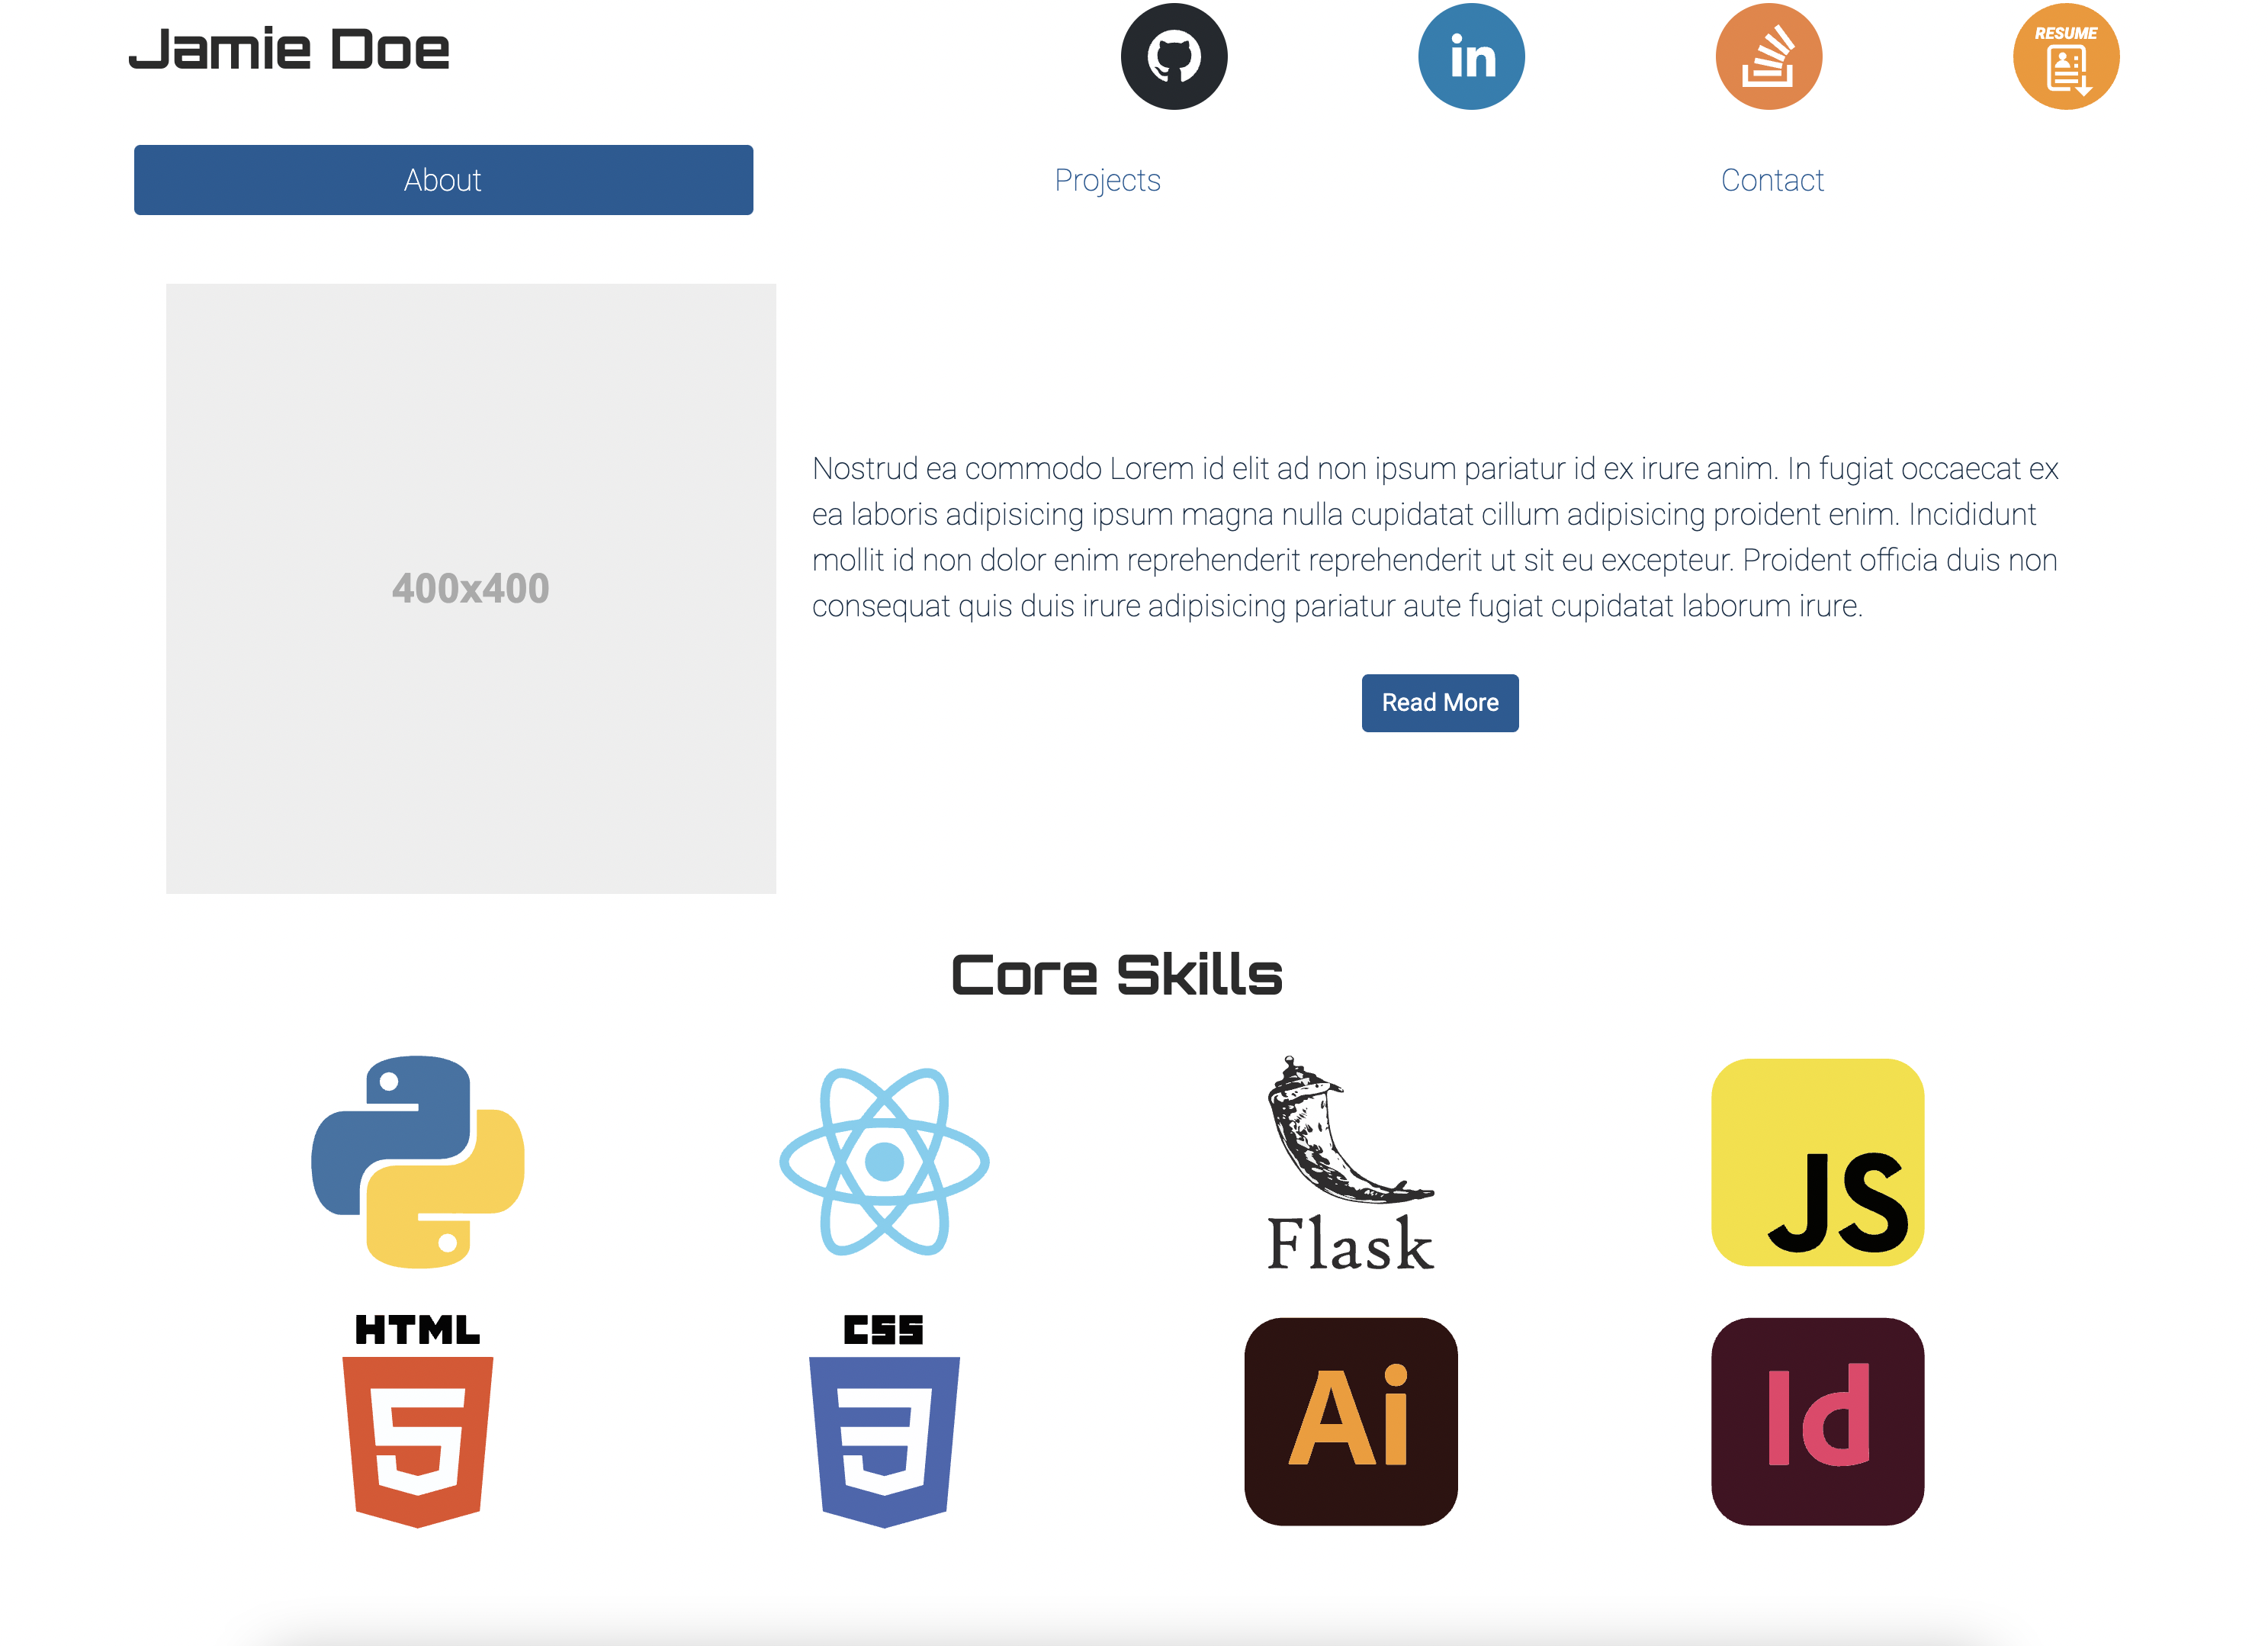 Jamie Doe
in
RESUME
About
Projects
Contact
400x400
Nostrud ea commodo Lorem id elit ad non ipsum pariatur id ex irure anim. In fugiat occaecat ex
ea laboris adipisicing ipsum magna nulla cupidatat cillum adipisicing proident enim. Incididunt
mollit id non dolor enim reprehenderit reprehenderit ut sit eu excepteur. Proident officia duis non
consequat quis duis irure adipisicing pariatur aute fugiat cupidatat laborum irure.
Read More
Core Skills
Flask
JS
HTML
5
CSS
3
Ai
Id